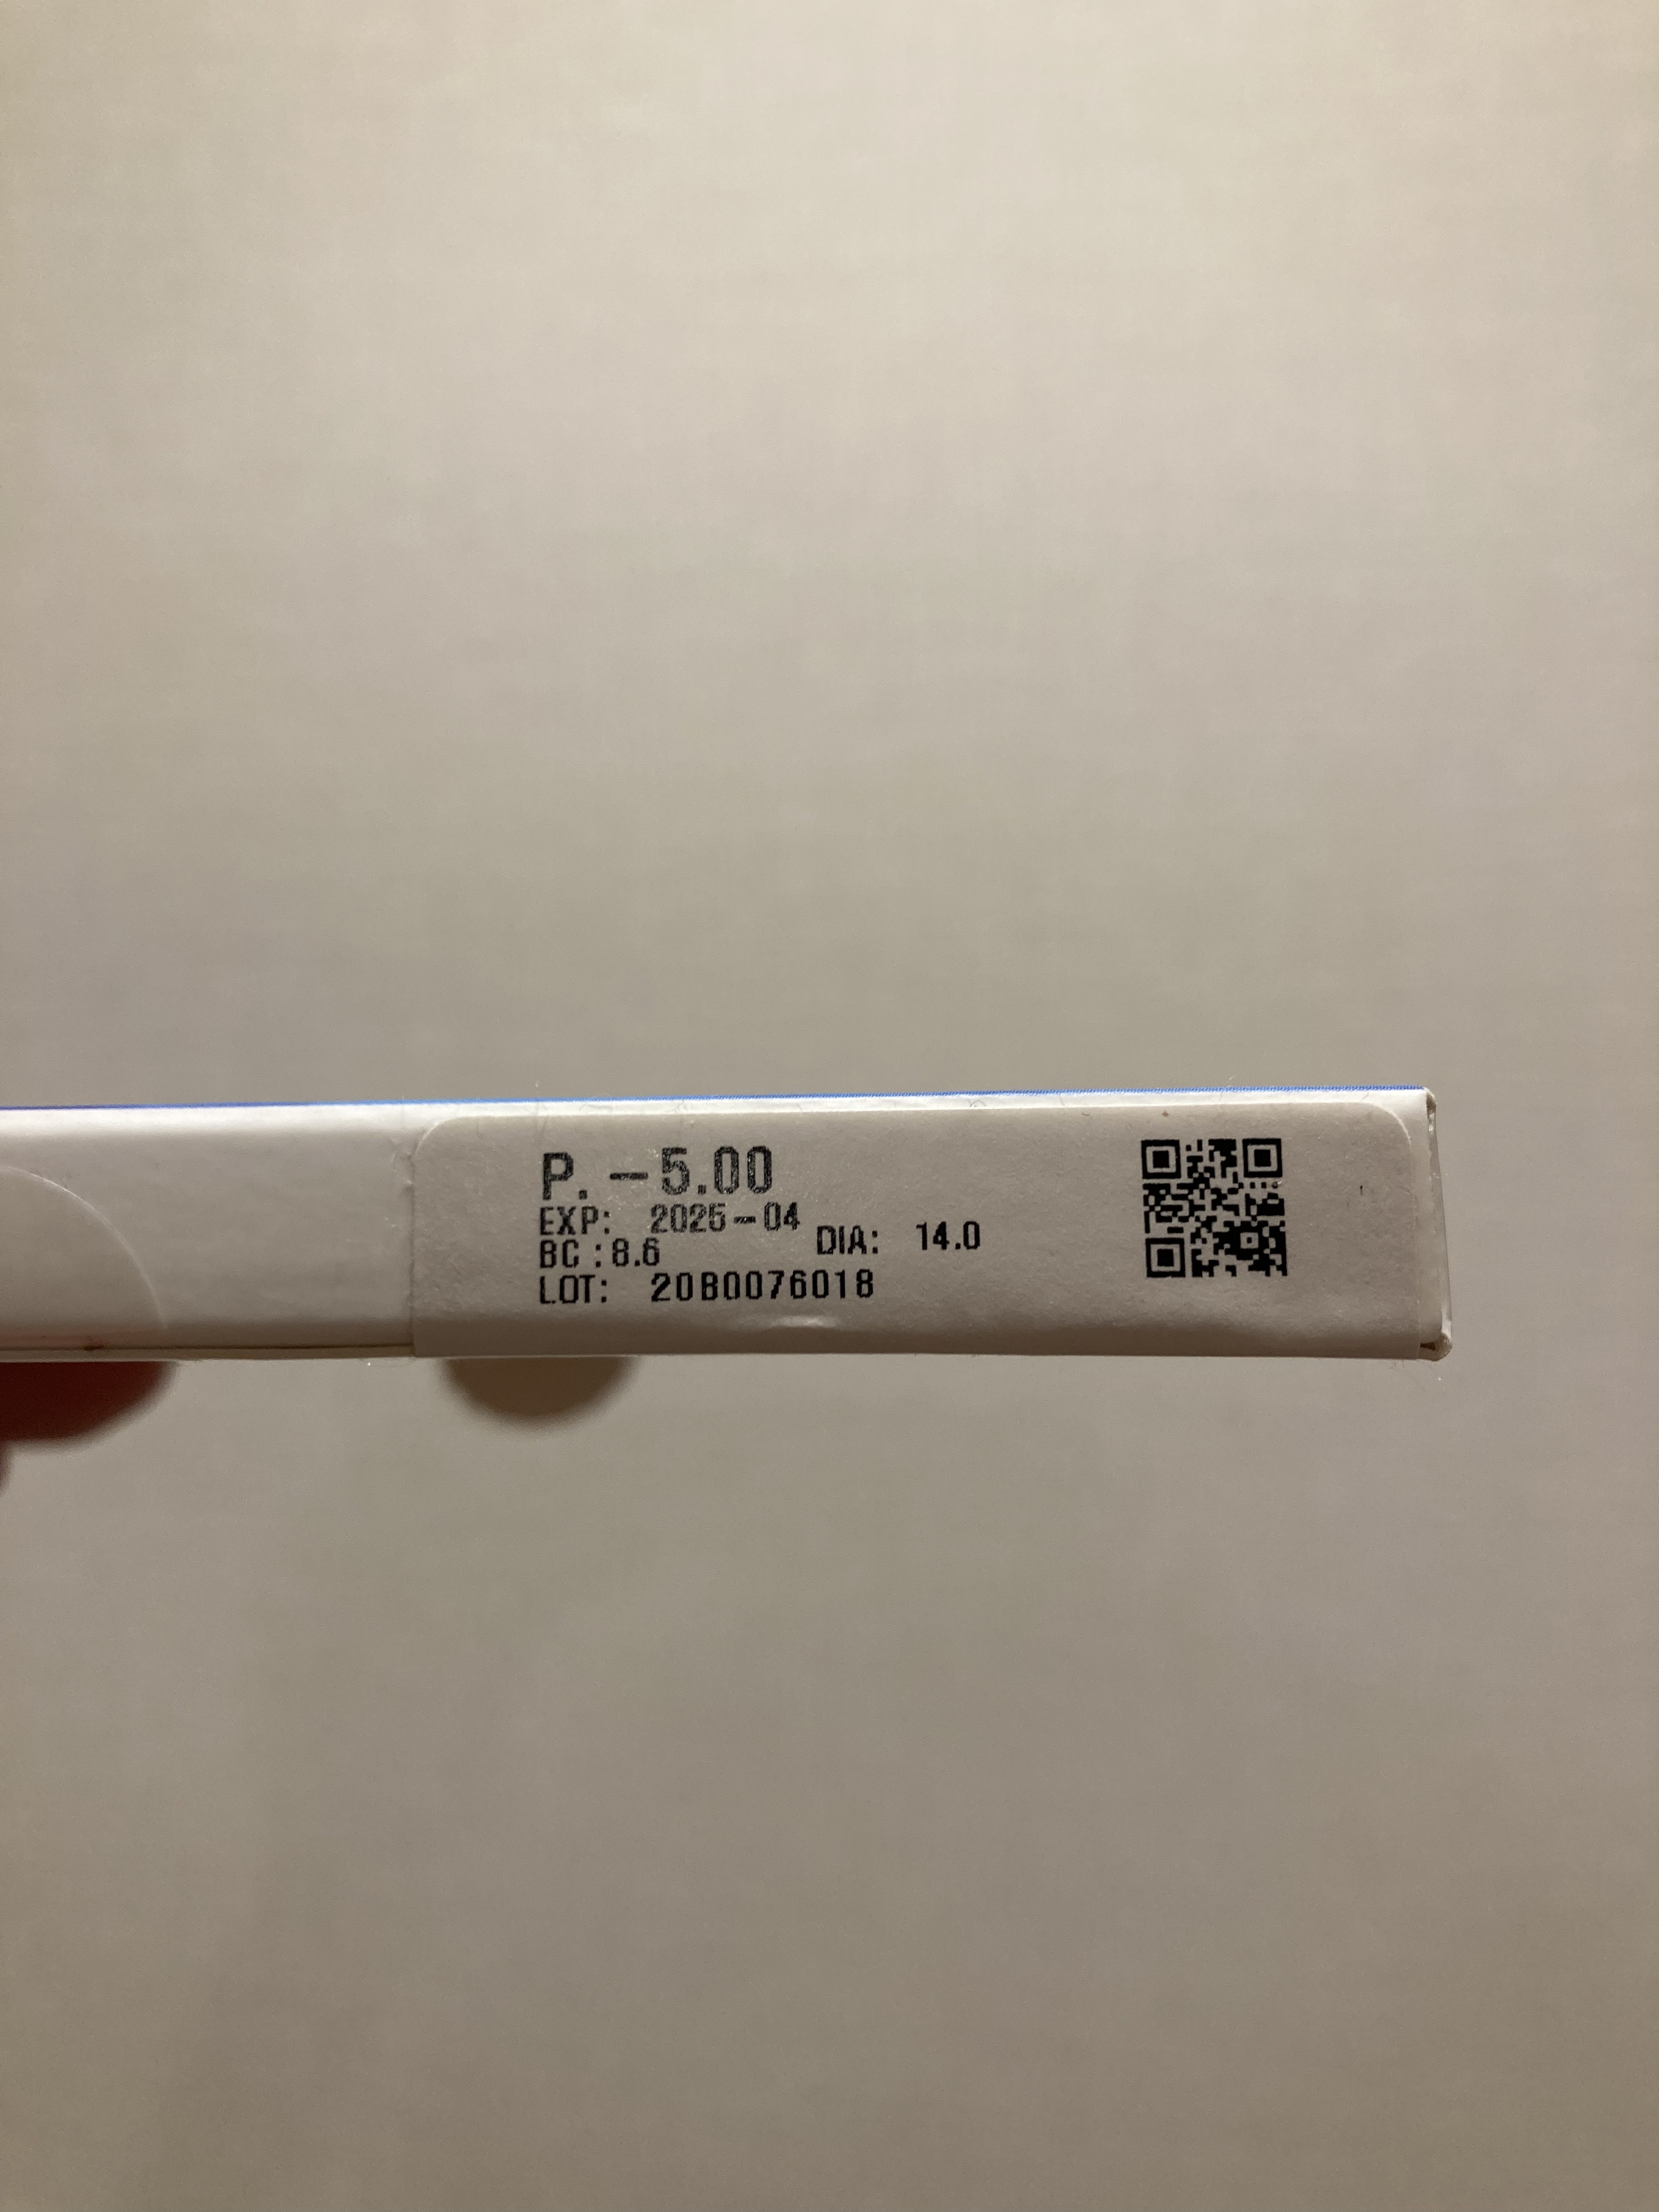 P. -5.00
EXP: 2025-04
BC : 8.6 DIA: 14.0
LOT: 20B0076018